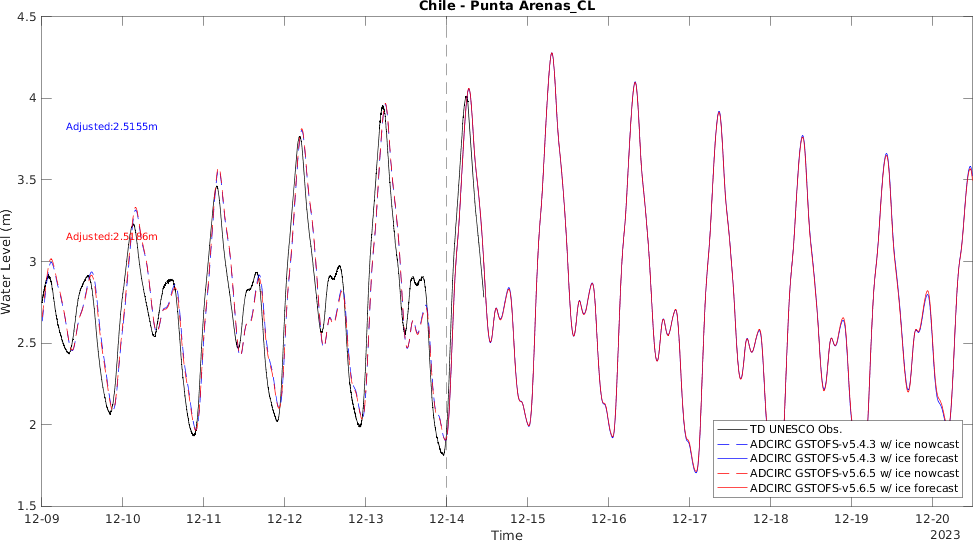 Chile - Punta Arenas_CL
4.5
4
3.5
3
2.5
2
1.5
Water Level (m)
Adjusted:2.5155m
Adjusted:2.5186m
TD UNESCO Obs.
ADCIRC GSTOFS-v5.4.3 w/ ice nowcast
ADCIRC GSTOFS-v5.4.3 w/ ice forecast
ADCIRC GSTOFS-v5.6.5 w/ ice nowcast
ADCIRC GSTOFS-v5.6.5 w/ ice forecast
12-09 12-10 12-11 12-12 12-13 12-14 12-15 12-16 12-17 12-18 12-19 12-20
2023
Time